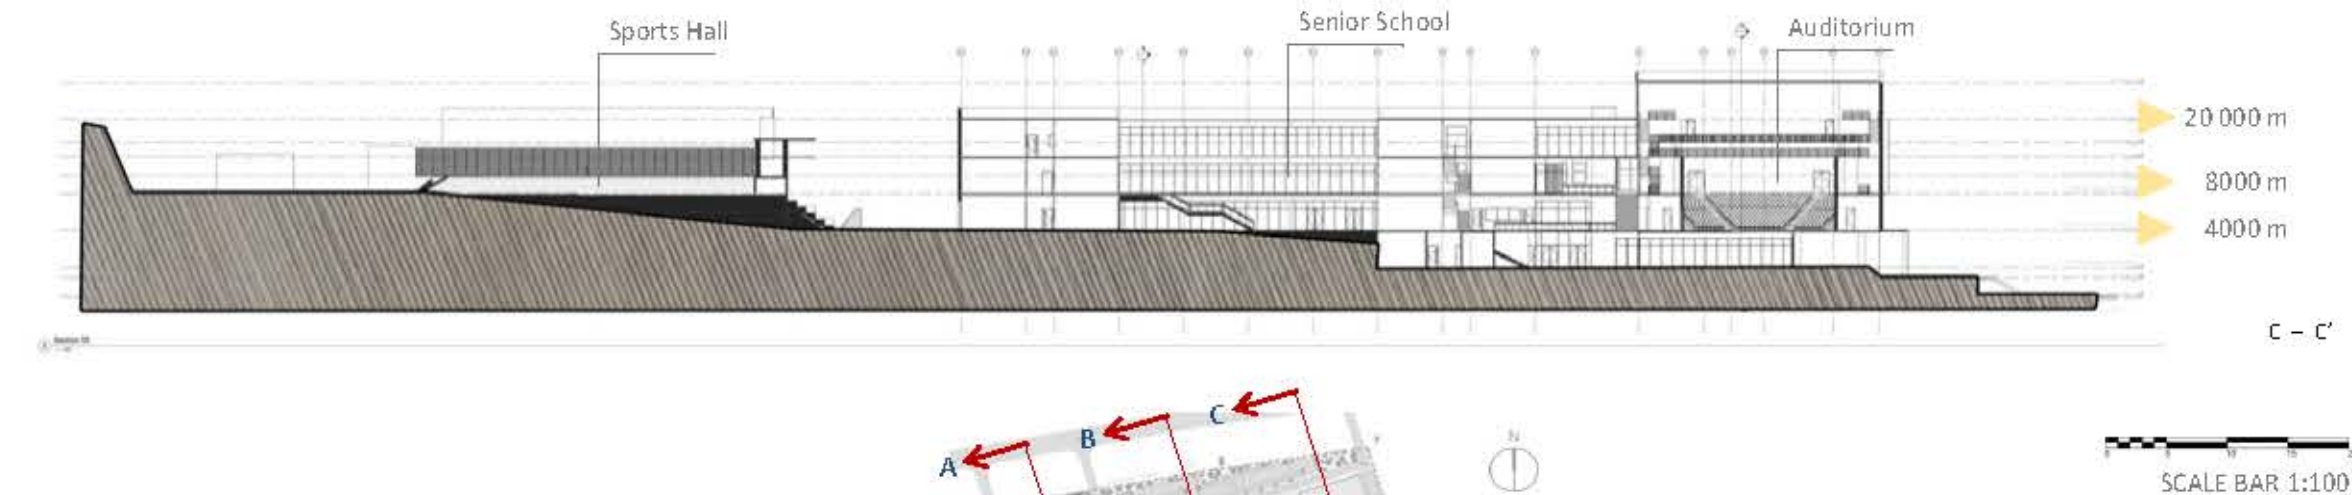 Sports Hall
Senior School
Auditorium
20 000 m
8000 m
4000 m
C – C'
A
B
C
N
SCALE BAR 1:100